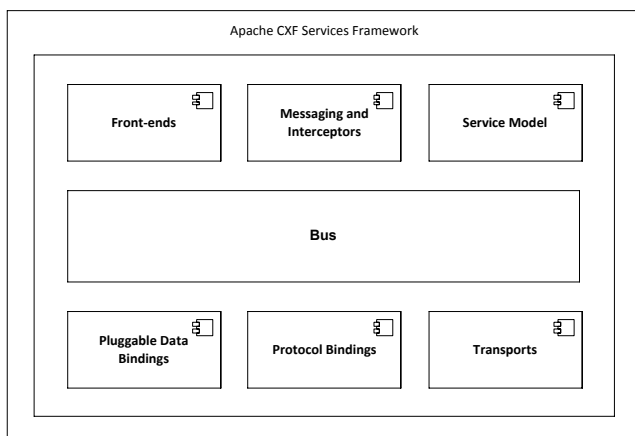 Apache CXF Services Framework
Front-ends
Messaging and
Interceptors
Service Model
Bus
Pluggable Data
Bindings
Protocol Bindings
Transports